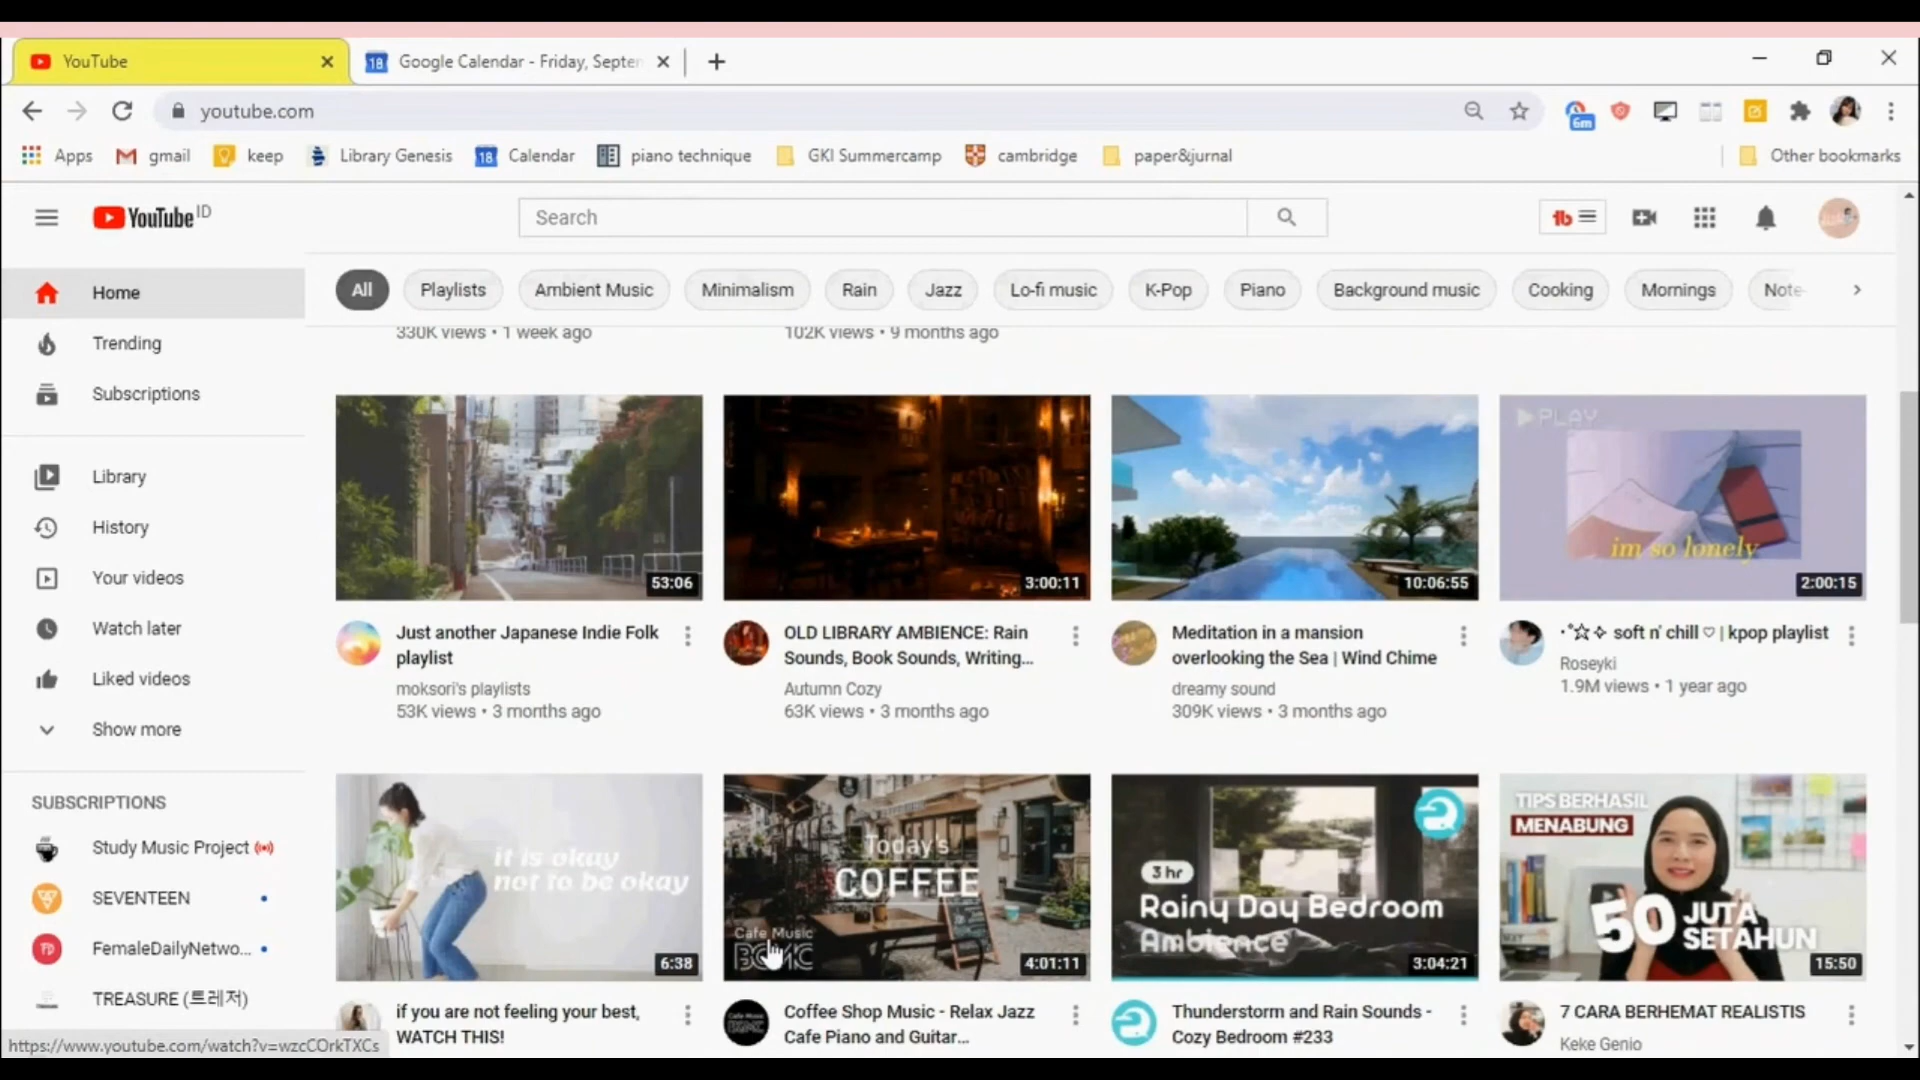 YouTube
Google Calendar - Friday, Septem
youtube.com
6m
Apps
gmail
keep
Library Genesis
18
Calendar
piano technique
GKI Summercamp
cambridge
paper&jurnal
Other bookmarks
YouTube ID
Search
All
Playlists
Ambient Music
Minimalism
Rain
Jazz
Lo-fi music
K-Pop
Piano
Background music
Cooking
Mornings
Note-
Home
Trending
Subscriptions
Library
History
Your videos
Watch later
Liked videos
Show more
SUBSCRIPTIONS
Study Music Project
SEVENTEEN
FemaleDailyNetwo...
TREASURE (트레저)
https://www.youtube.com/watch?v=wzcCOrkTXCs
330K views • 1 week ago
102K views • 9 months ago
53:06
Just another Japanese Indie Folk
playlist
moksori's playlists
53K views • 3 months ago
3:00:11
OLD LIBRARY AMBIENCE: Rain
Sounds, Book Sounds, Writing...
Autumn Cozy
63K views • 3 months ago
10:06:55
Meditation in a mansion
overlooking the Sea | Wind Chime
dreamy sound
309K views • 3 months ago
PLAY
im so lonely
2:00:15
·˚☆✧ soft n' chill ♡ | kpop playlist
Roseyki
1.9M views • 1 year ago
it is okay
not to be okay
6:38
if you are not feeling your best,
WATCH THIS!
Today's
COFFEE
Cafe Music
BGMC
4:01:11
Coffee Shop Music - Relax Jazz
Cafe Piano and Guitar...
3 hr
Rainy Day Bedroom
Ambience
3:04:21
Thunderstorm and Rain Sounds -
Cozy Bedroom #233
TIPS BERHASIL
MENABUNG
50 JUTA
SETAHUN
15:50
7 CARA BERHEMAT REALISTIS
Keke Genio